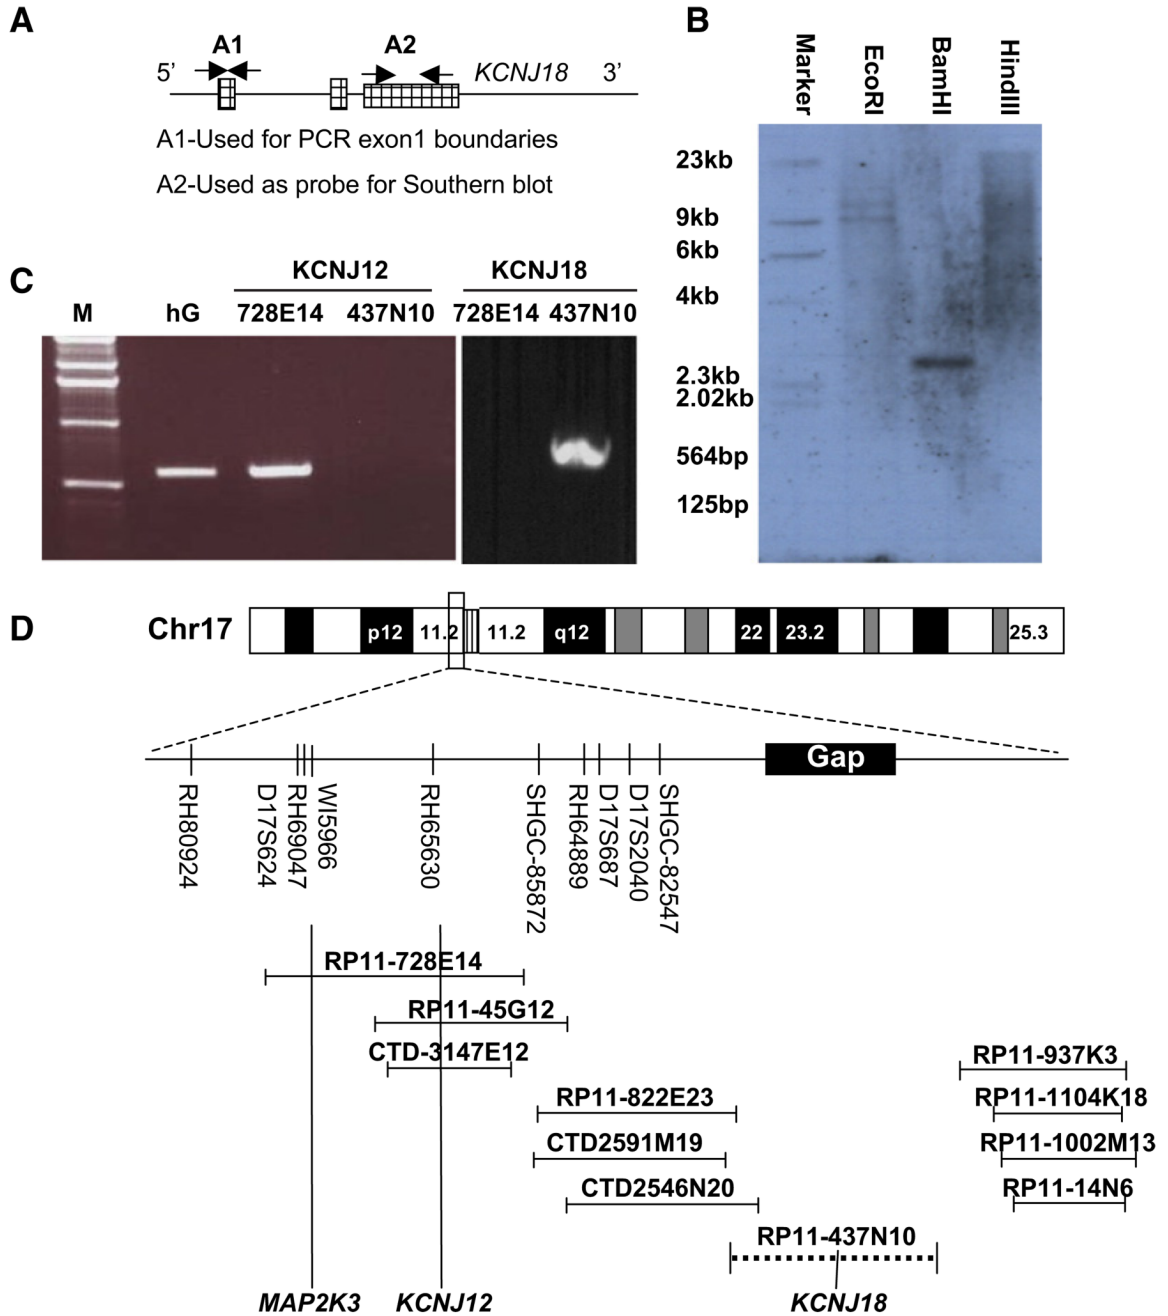 A
A1
A2
5’
KCNJ18
3’
A1-Used for PCR exon1 boundaries
A2-Used as probe for Southern blot
B
Marker
EcoRI
BamHI
HindIII
23kb
9kb
6kb
4kb
2.3kb
2.02kb
564bp
125bp
C
KCNJ12
KCNJ18
M
hG
728E14
437N10
728E14
437N10
D
Chr17
p12
11.2
11.2
q12
22
23.2
25.3
Gap
RH80924
D17S624
RH69047
WI5966
RH65630
SHGC-85872
RH64889
D17S687
D17S2040
SHGC-82547
RP11-728E14
RP11-45G12
CTD-3147E12
RP11-822E23
CTD2591M19
CTD2546N20
RP11-437N10
RP11-937K3
RP11-1104K18
RP11-1002M13
RP11-14N6
MAP2K3
KCNJ12
KCNJ18